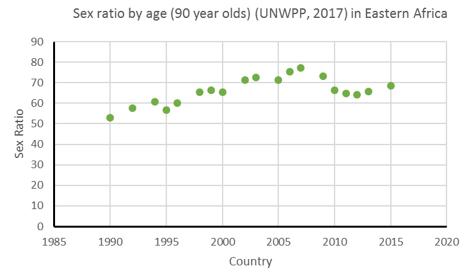 Sex ratio by age (90 year olds) (UNWPP, 2017) in Eastern Africa
90
80
70
60
50
40
30
20
10
0
Sex Ratio
1985 1990 1995 2000 2005 2010 2015 2020
Country